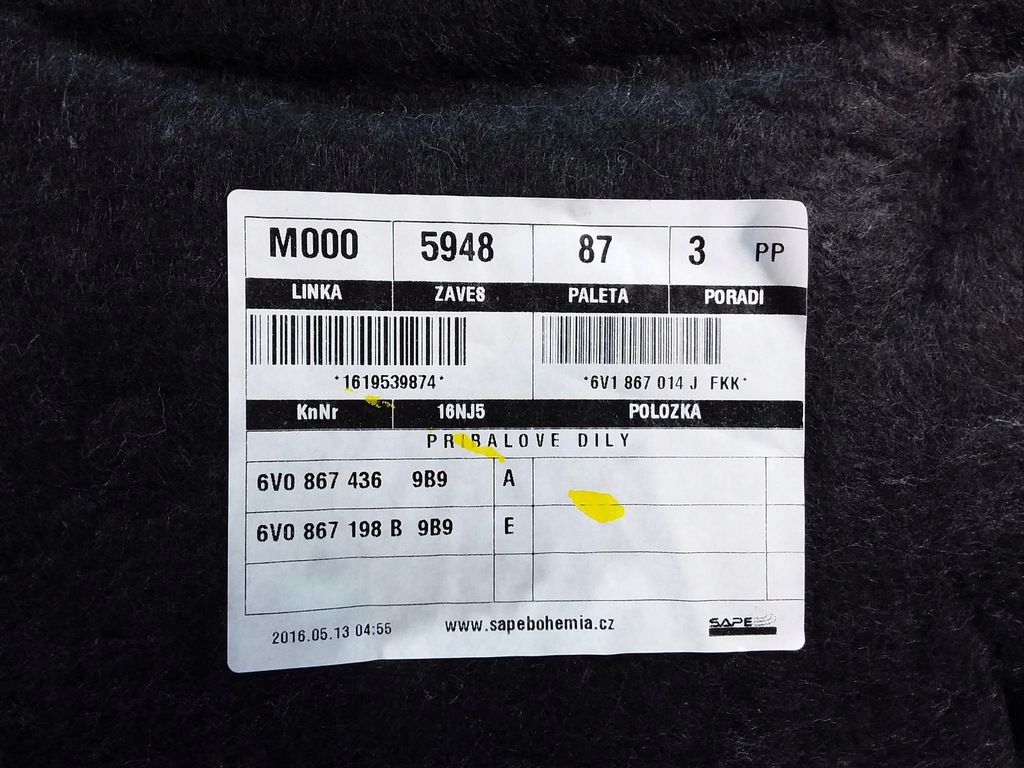 M000 5948 87 3 PP
LINKA ZAVE8 PALETA PORADI
*1619539874* *6V1 867 014 J FKK*
KnNr 16NJ5 POLOZKA
PRIBALOVE DILY
6V0 867 436 9B9 A
6V0 867 198 B 9B9 E
2016.05.13 04:55 www.sapebohemia.cz SAPE